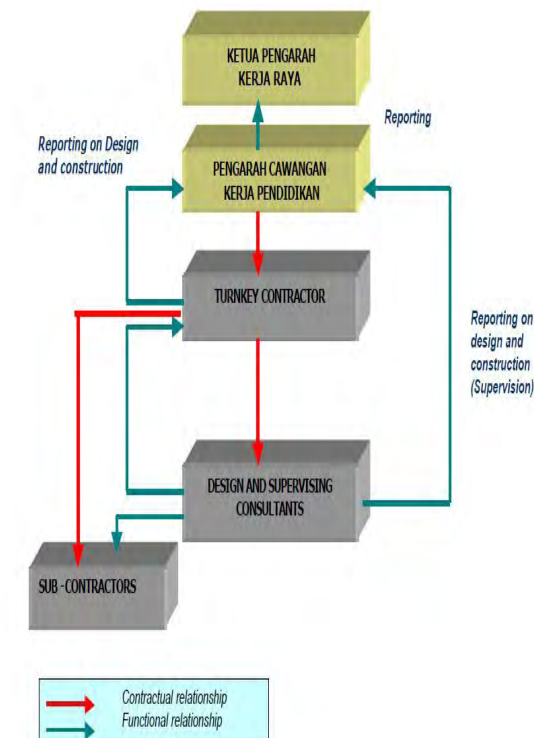 KETUA PENGARAH
KERJA RAYA
Reporting
Reporting on Design
and construction
PENGARAH CAWANGAN
KERJA PENDIDIKAN
TURNKEY CONTRACTOR
Reporting on
design and
construction
(Supervision)
DESIGN AND SUPERVISING
CONSULTANTS
SUB -CONTRACTORS
Contractual relationship
Functional relationship